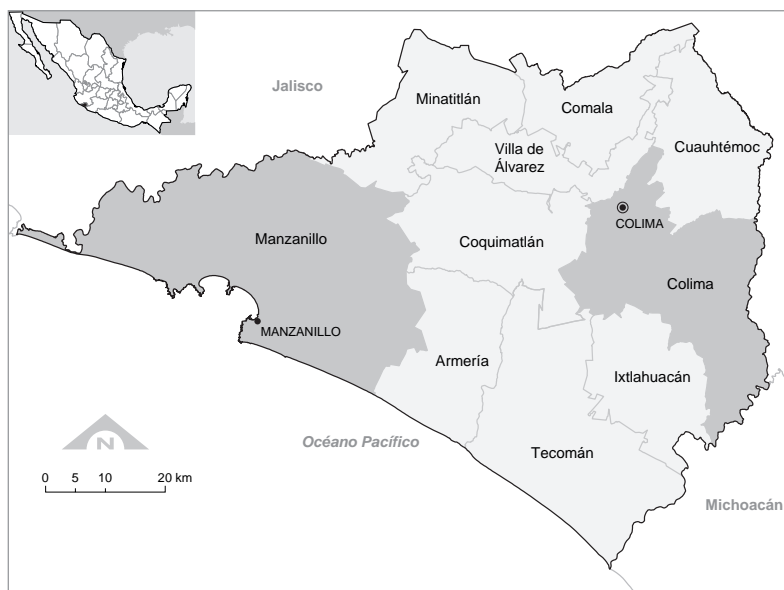 Jalisco
Minatitlán
Comala
Cuauhtémoc
Villa de
Álvarez
COLIMA
Manzanillo
Coquimatlán
Colima
MANZANILLO
Armería
Ixtlahuacán
N
Océano Pacífico
Tecomán
0 5 10 20 km
Michoacán